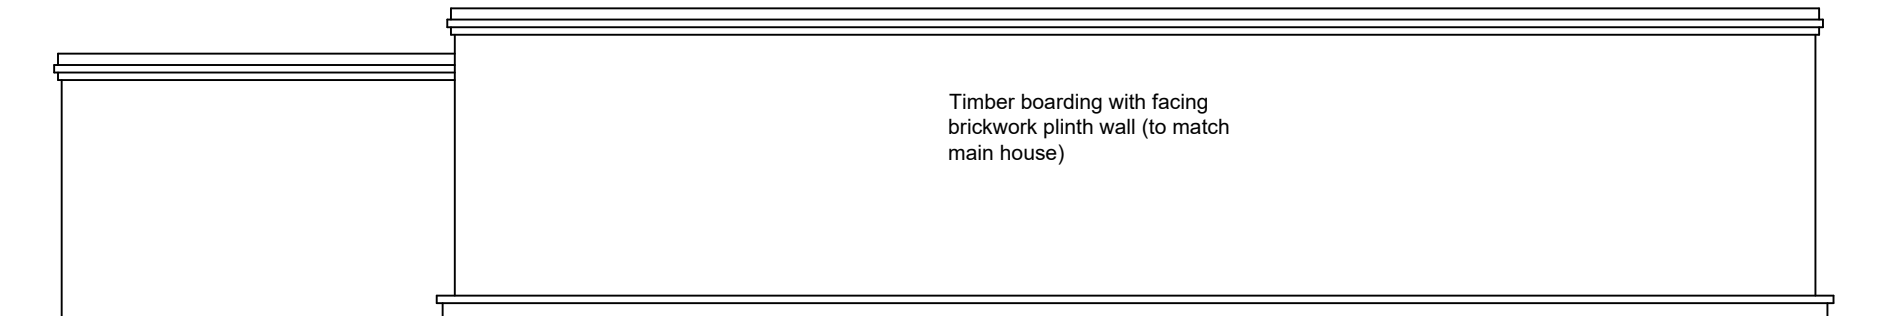 Timber boarding with facing
brickwork plinth wall (to match
main house)